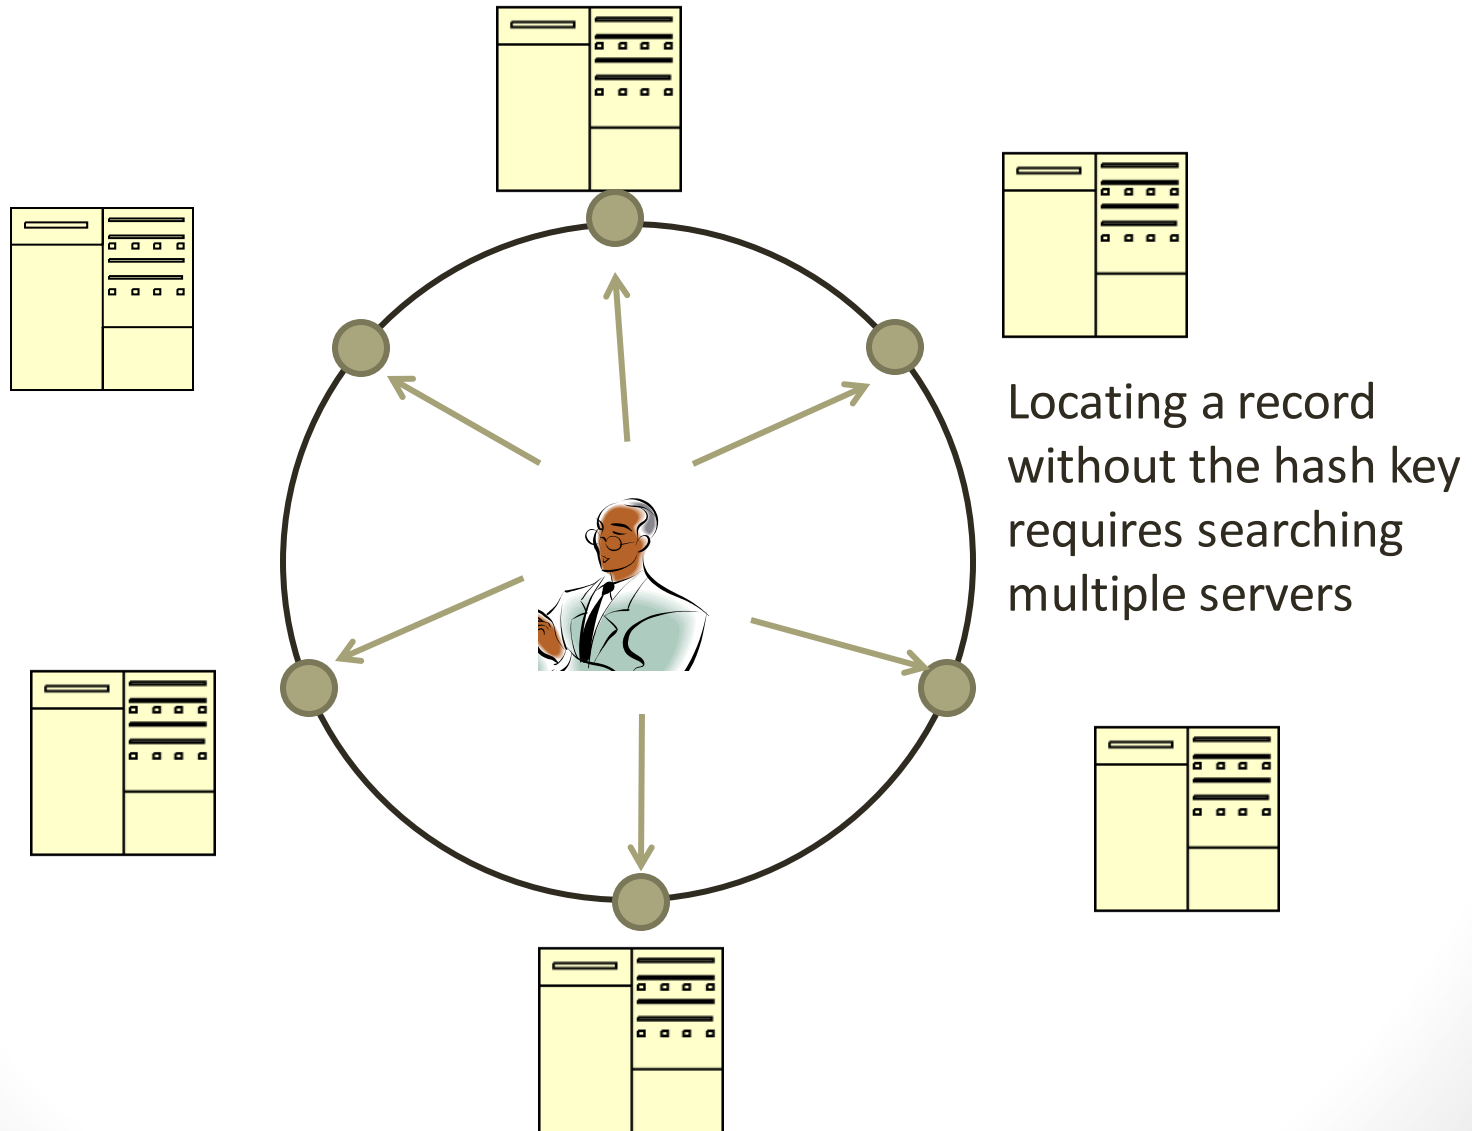 Locating a record
without the hash key
requires searching
multiple servers